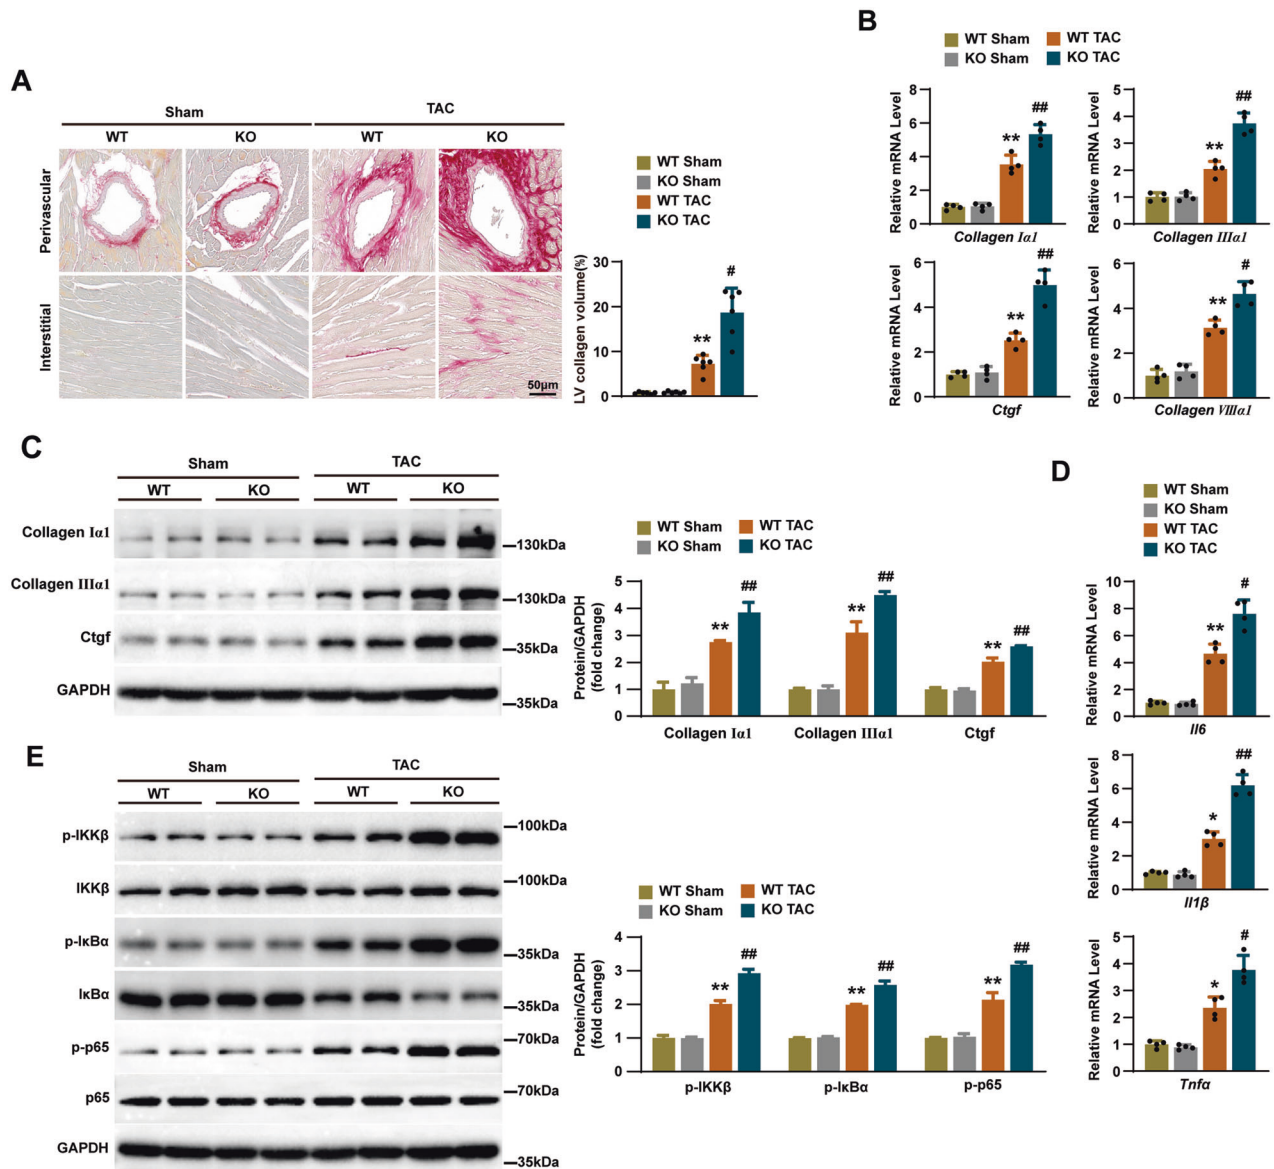 A
Sham
TAC
WT
KO
WT
KO
Perivascular
Interstitial
50μm
WT Sham
KO Sham
WT TAC
KO TAC
LV collagen volume(%)
30
20
10
0
**
#
B
WT Sham
WT TAC
KO Sham
KO TAC
Relative mRNA Level
8
6
4
2
0
**
##
Collagen Iα1
Relative mRNA Level
5
4
3
2
1
0
**
##
Collagen IIIα1
Relative mRNA Level
6
4
2
0
**
##
Ctgf
Relative mRNA Level
6
4
2
0
**
#
Collagen VIIIα1
C
Sham
TAC
WT
KO
WT
KO
Collagen Iα1
130kDa
Collagen IIIα1
130kDa
Ctgf
35kDa
GAPDH
35kDa
WT Sham
WT TAC
KO Sham
KO TAC
Protein/GAPDH
(fold change)
5
4
3
2
1
0
**
##
**
##
**
##
Collagen Iα1
Collagen IIIα1
Ctgf
D
WT Sham
KO Sham
WT TAC
KO TAC
Relative mRNA Level
10
8
6
4
2
0
**
#
Il6
Relative mRNA Level
8
6
4
2
0
*
##
Il1β
Relative mRNA Level
5
4
3
2
1
0
*
#
Tnfα
E
Sham
TAC
WT
KO
WT
KO
p-IKKβ
100kDa
IKKβ
100kDa
p-IκBα
35kDa
IκBα
35kDa
p-p65
70kDa
p65
70kDa
GAPDH
35kDa
WT Sham
WT TAC
KO Sham
KO TAC
Protein/GAPDH
(fold change)
4
3
2
1
0
**
##
**
##
**
##
p-IKKβ
p-IκBα
p-p65